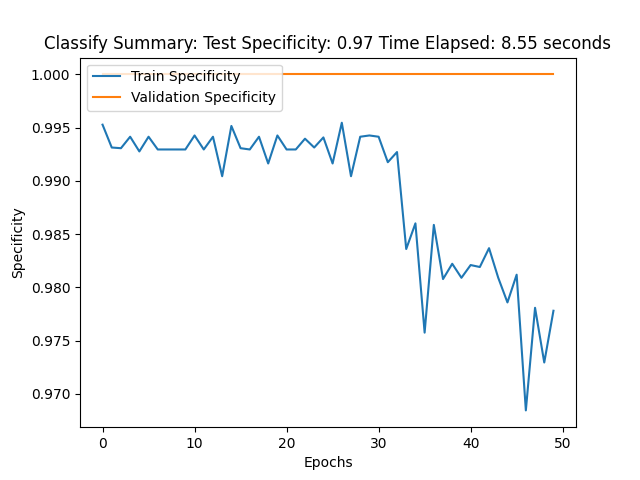 Classify Summary: Test Specificity: 0.97 Time Elapsed: 8.55 seconds
Train Specificity
Validation Specificity
Specificity
1.000
0.995
0.990
0.985
0.980
0.975
0.970
0 10 20 30 40 50
Epochs